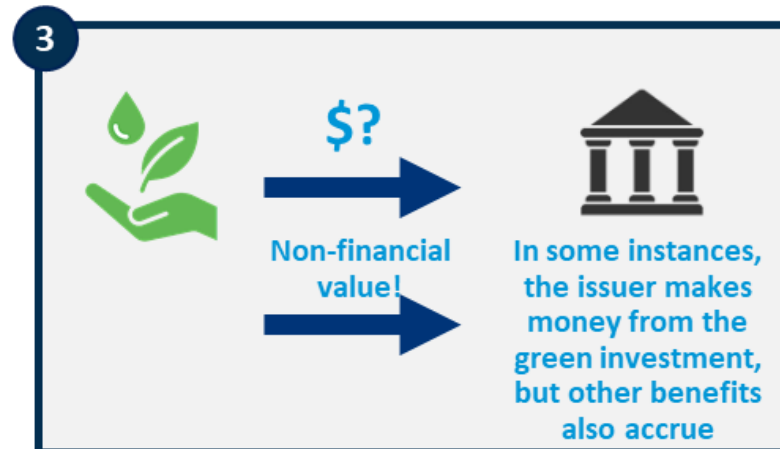 3
$?
Non-financial
value!
In some instances,
the issuer makes
money from the
green investment,
but other benefits
also accrue